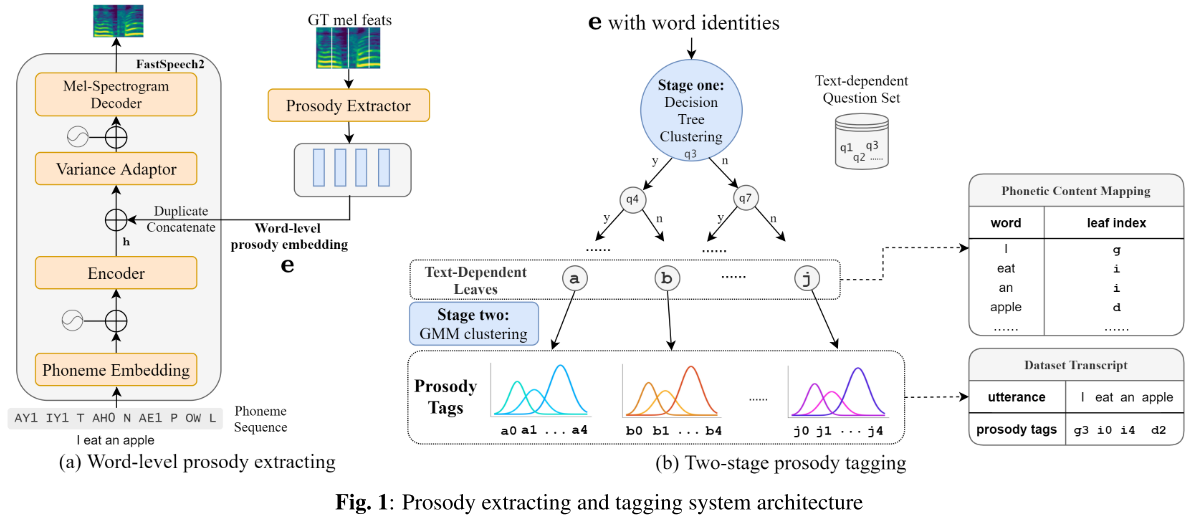 FastSpeech2
Mel-Spectrogram
Decoder
Variance Adaptor
h
Encoder
Phoneme Embedding
AY1 IY1 T AH0 N AE1 P OW L
Phoneme
Sequence
I eat an apple
GT mel feats
Prosody Extractor
Duplicate
Concatenate
Word-level
prosody embedding
e
(a) Word-level prosody extracting
e with word identities
Stage one:
Decision
Tree
Clustering
q3
y n
q4 q7
y n y n
...... ......
Text-dependent
Question Set
q1 q3
q2 ......
Text-Dependent
Leaves
a b ...... j
Stage two:
GMM clustering
Prosody
Tags
......
a0 a1 ... a4 b0 b1 ... b4 j0 j1 ... j4
(b) Two-stage prosody tagging
Phonetic Content Mapping
word leaf index
I g
eat i
an i
apple d
...... ......
Dataset Transcript
utterance I eat an apple
prosody tags g3 i0 i4 d2
Fig. 1: Prosody extracting and tagging system architecture